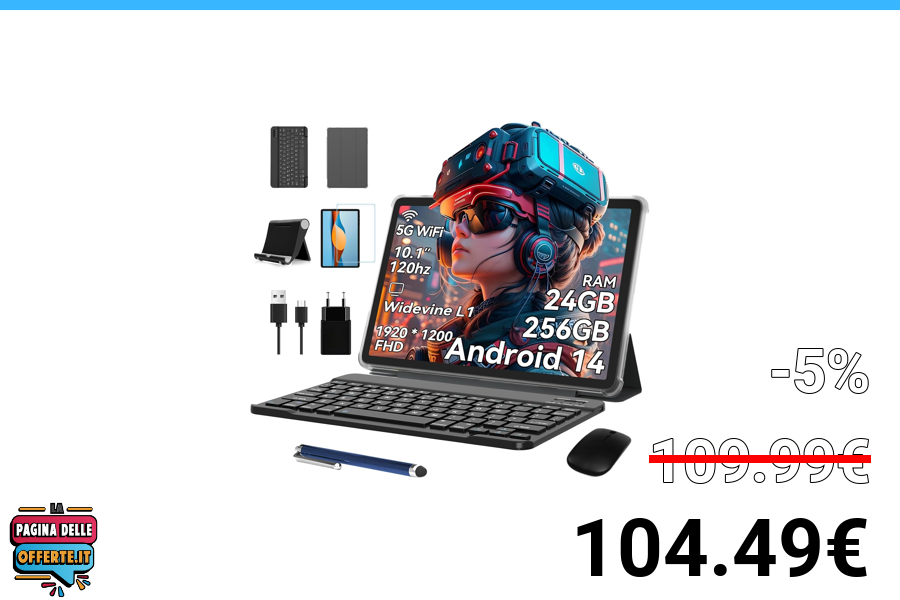 5G WiFi
10.1"
120hz
Widevine L1
1920 * 1200
FHD
RAM
24GB
256GB
Android 14
-5%
109.99€
104.49€
LA
PAGINA DELLE
OFFERTE.IT